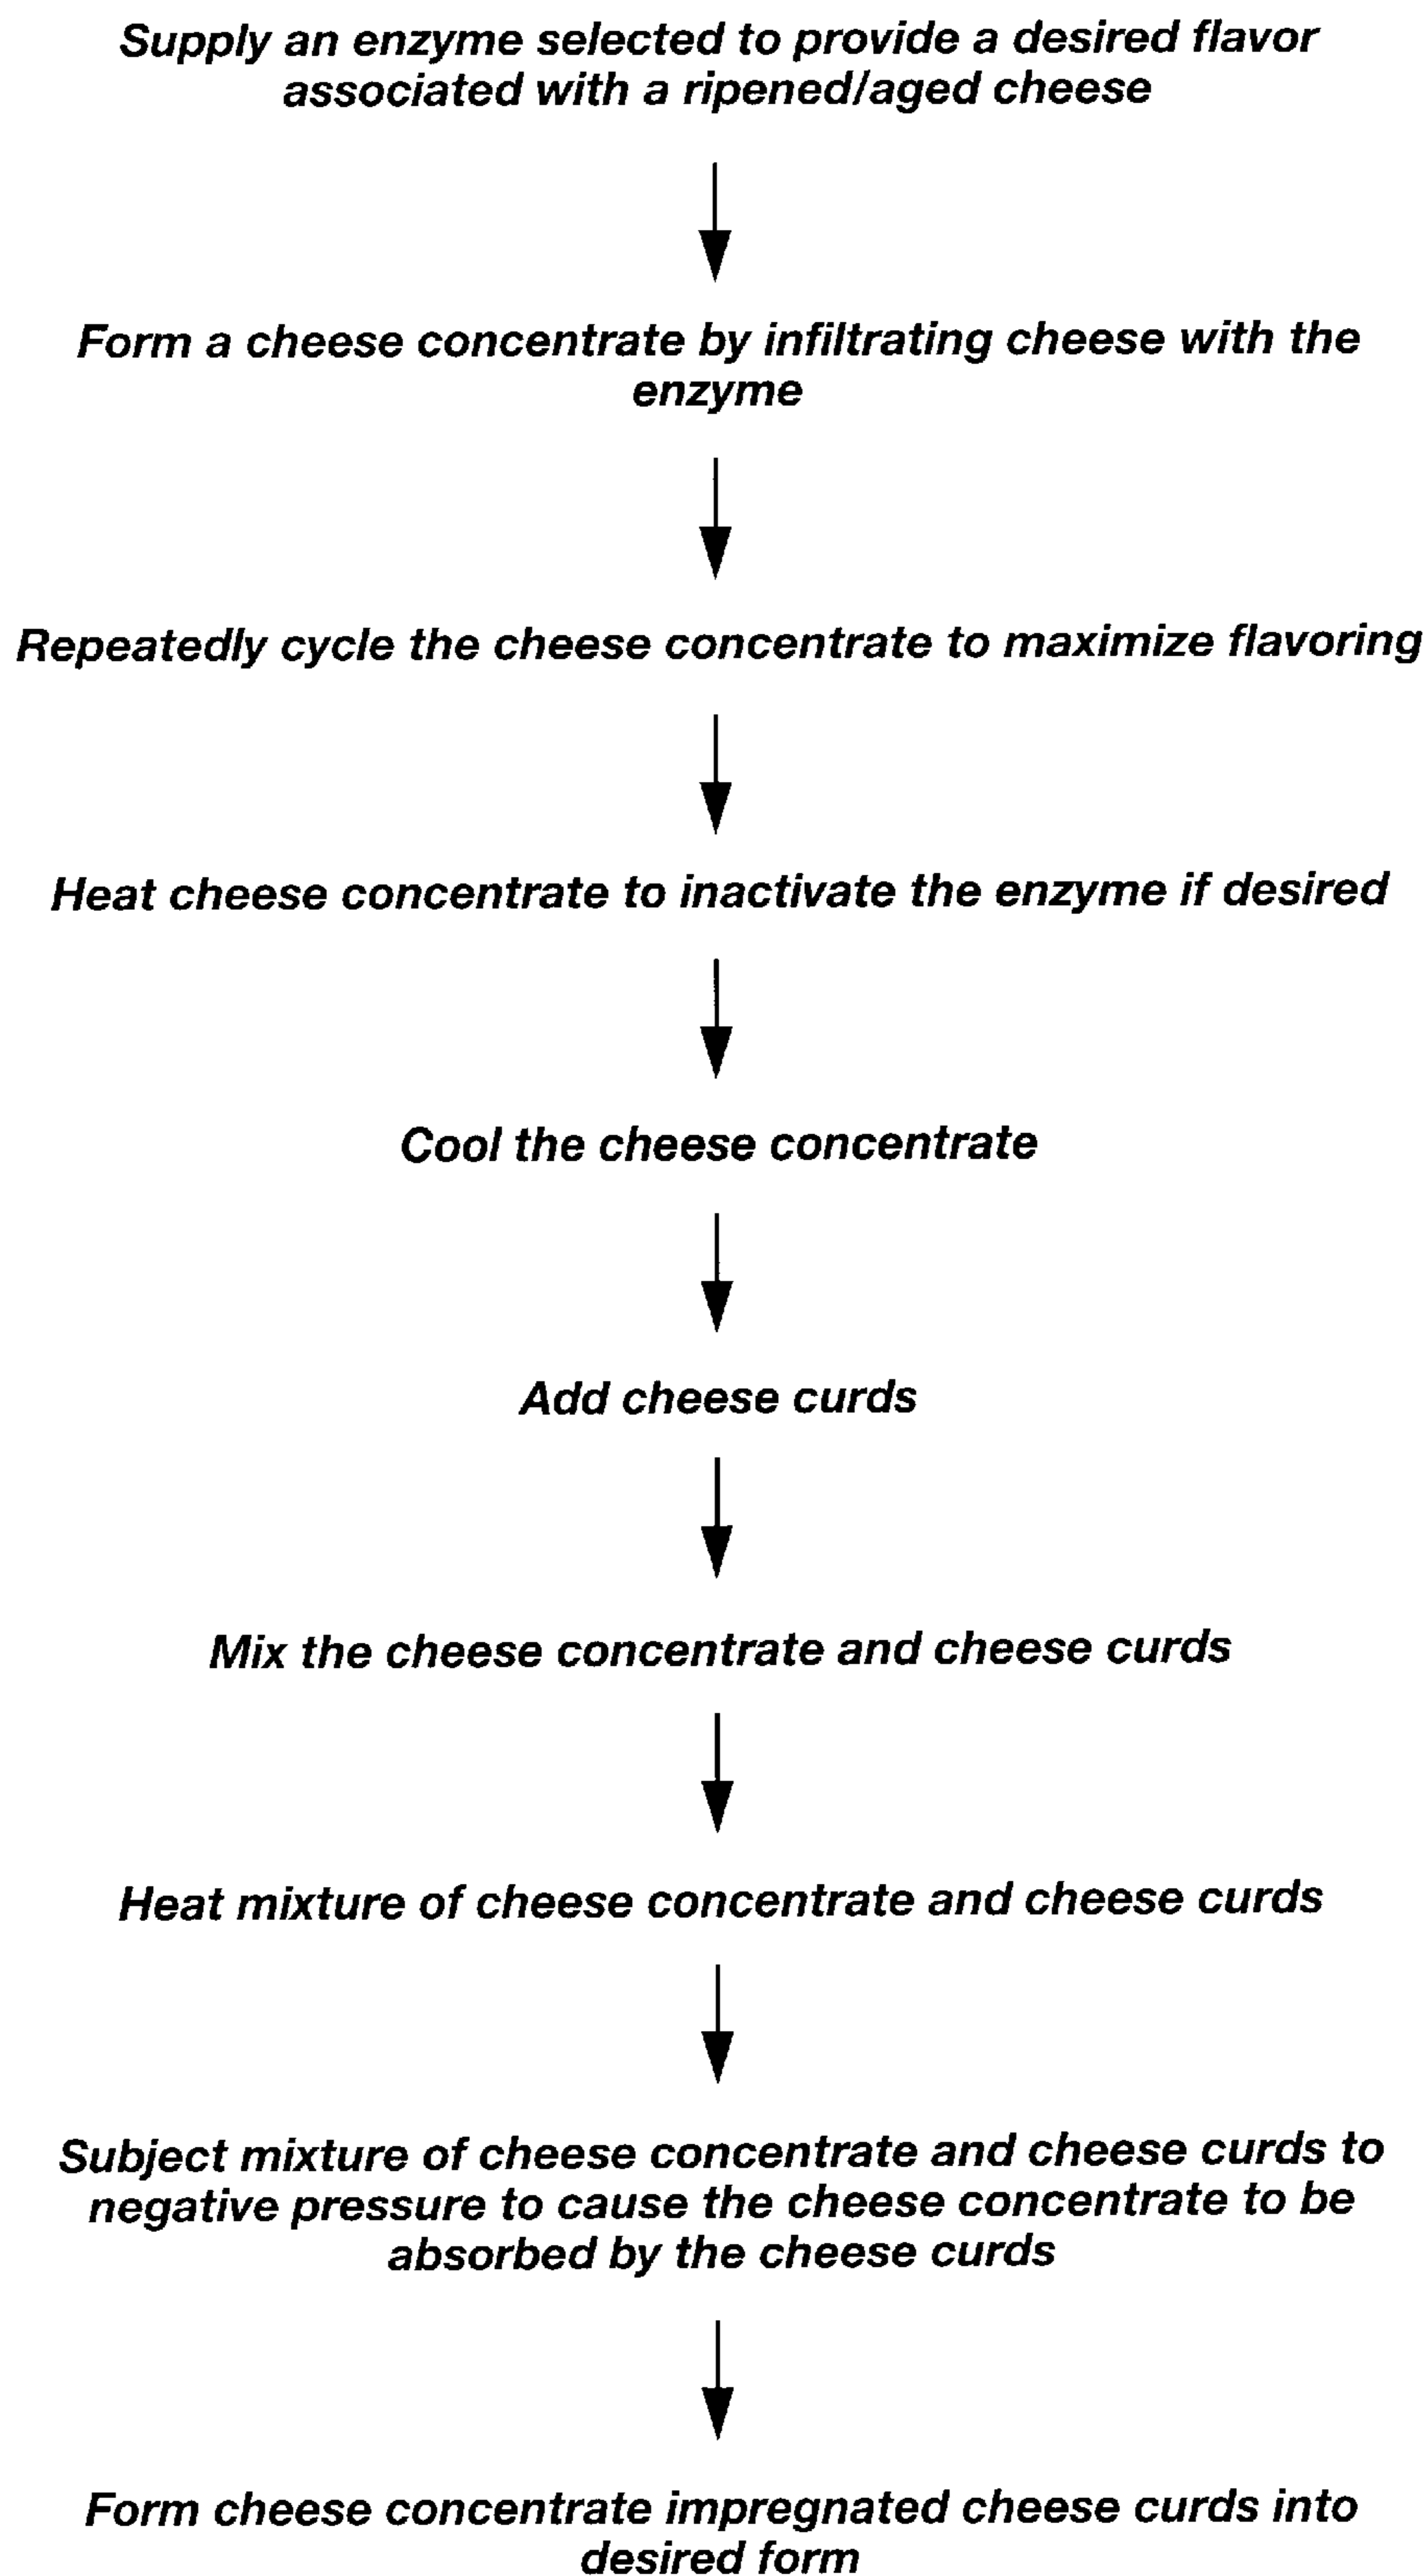 Supply an enzyme selected to provide a desired flavor
associated with a ripened/aged cheese
Form a cheese concentrate by infiltrating cheese with the
enzyme
Repeatedly cycle the cheese concentrate to maximize flavoring
Heat cheese concentrate to inactivate the enzyme if desired
Cool the cheese concentrate
Add cheese curds
Mix the cheese concentrate and cheese curds
Heat mixture of cheese concentrate and cheese curds
Subject mixture of cheese concentrate and cheese curds to
negative pressure to cause the cheese concentrate to be
absorbed by the cheese curds
Form cheese concentrate impregnated cheese curds into
desired form